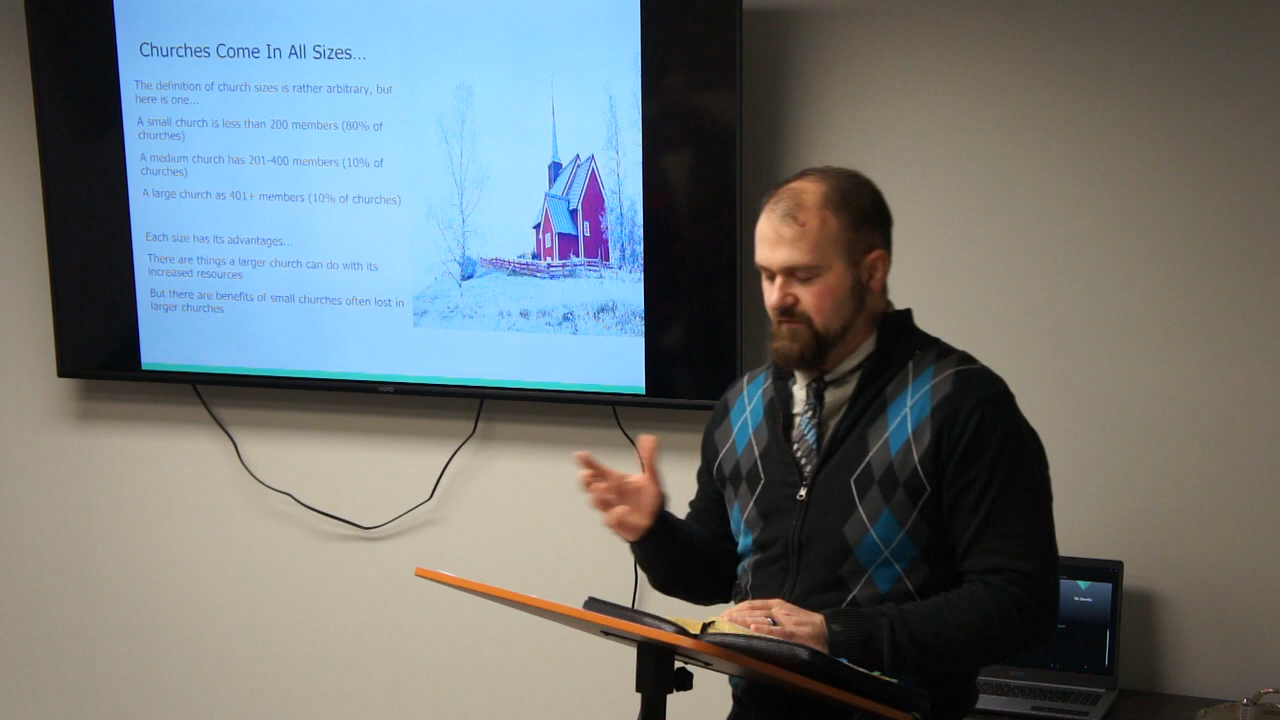 Churches Come In All Sizes...
The definition of church sizes is rather arbitrary, but
here is one...
A small church is less than 200 members (80% of
churches)
A medium church has 201-400 members (10% of
churches)
A large church as 401+ members (10% of churches)
Each size has its advantages...
There are things a larger church can do with its
increased resources
But there are benefits of small churches often lost in
larger churches
VIZIO